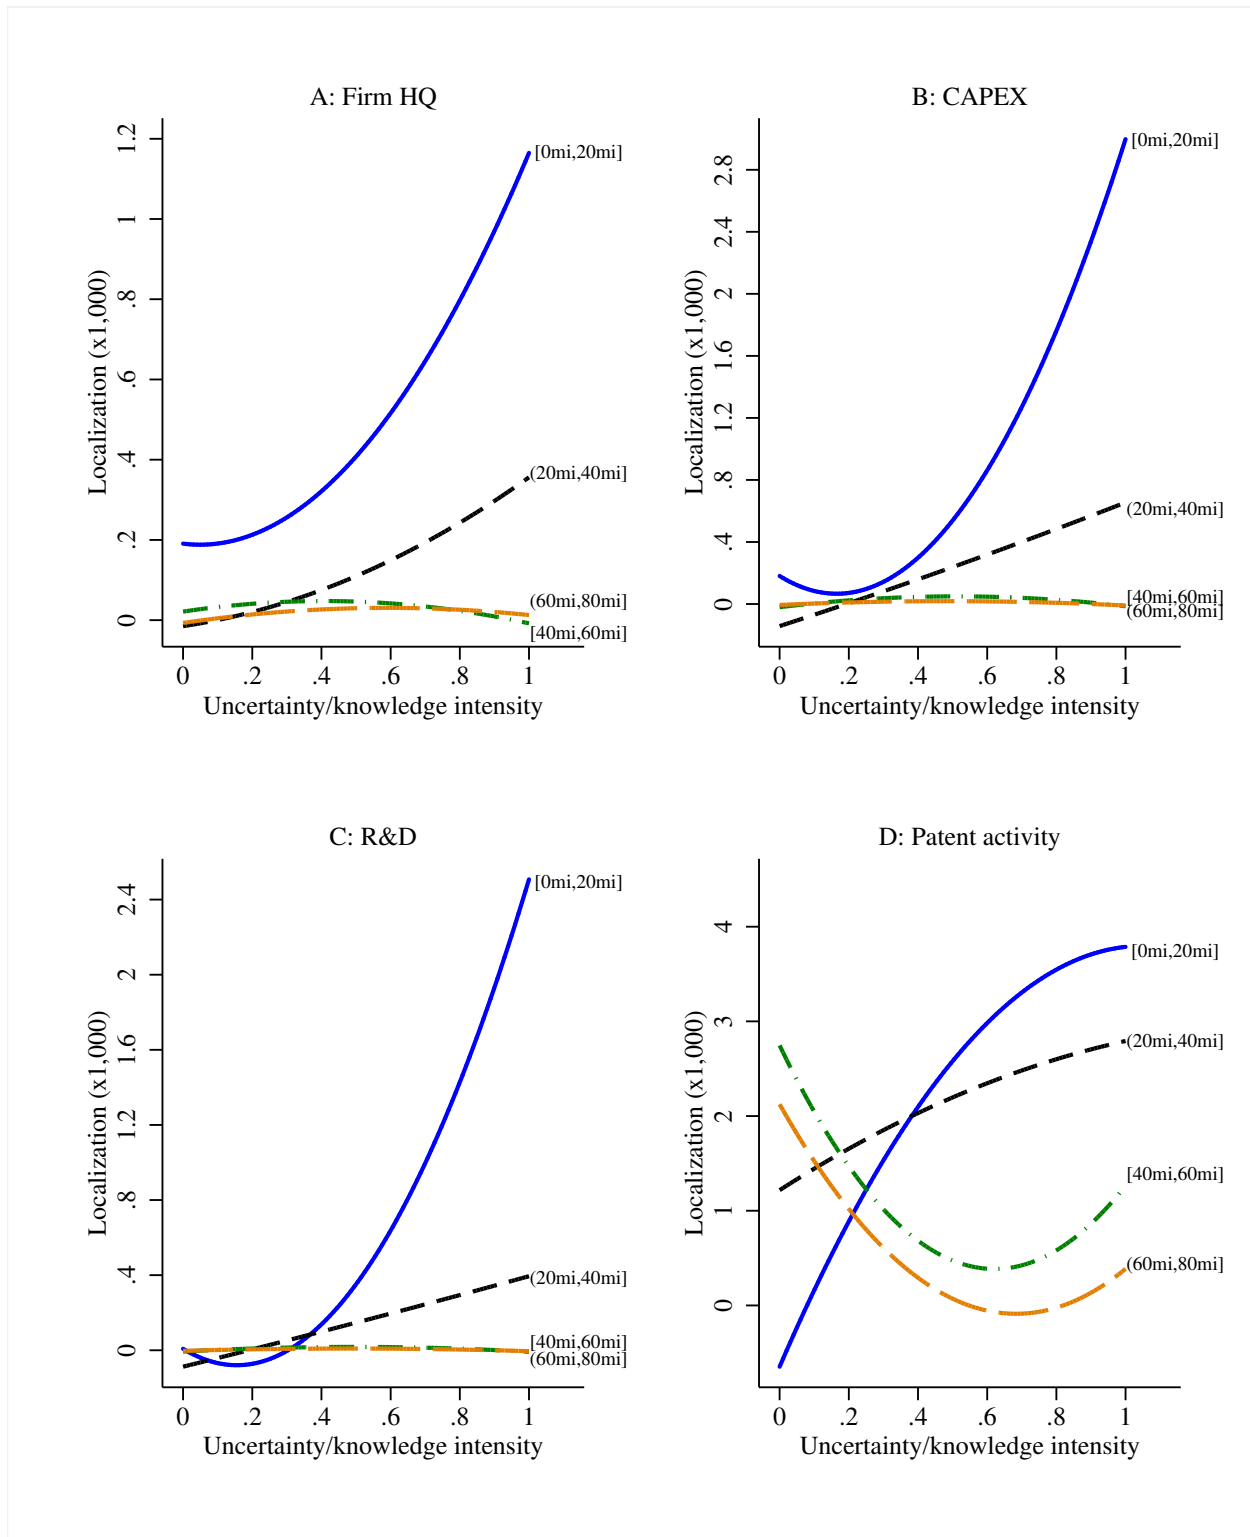 A: Firm HQ
Localization (x1,000)
1.2
1
.8
.6
.4
.2
0
[0mi,20mi]
(20mi,40mi]
(60mi,80mi]
[40mi,60mi]
0 .2 .4 .6 .8 1
Uncertainty/knowledge intensity
B: CAPEX
Localization (x1,000)
2.8
2.4
2
1.6
1.2
.8
.4
0
[0mi,20mi]
(20mi,40mi]
[40mi,60mi]
(60mi,80mi]
0 .2 .4 .6 .8 1
Uncertainty/knowledge intensity
C: R&D
Localization (x1,000)
2.4
2
1.6
1.2
.8
.4
0
[0mi,20mi]
(20mi,40mi]
[40mi,60mi]
(60mi,80mi]
0 .2 .4 .6 .8 1
Uncertainty/knowledge intensity
D: Patent activity
Localization (x1,000)
4
3
2
1
0
[0mi,20mi]
(20mi,40mi]
[40mi,60mi]
(60mi,80mi]
0 .2 .4 .6 .8 1
Uncertainty/knowledge intensity